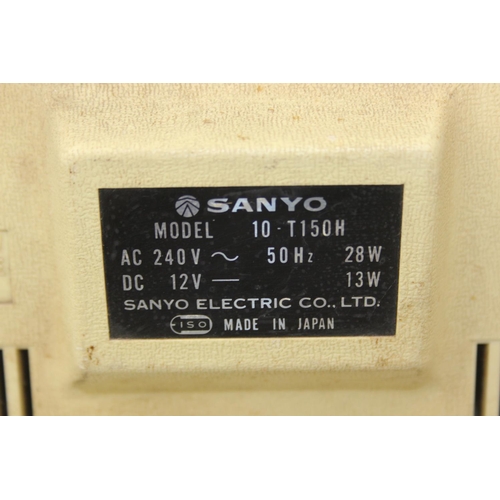 SANYO
MODEL 10·T150H
AC 240V ~ 50Hz 28W
DC 12V — 13W
SANYO ELECTRIC CO., LTD.
ISO MADE IN JAPAN